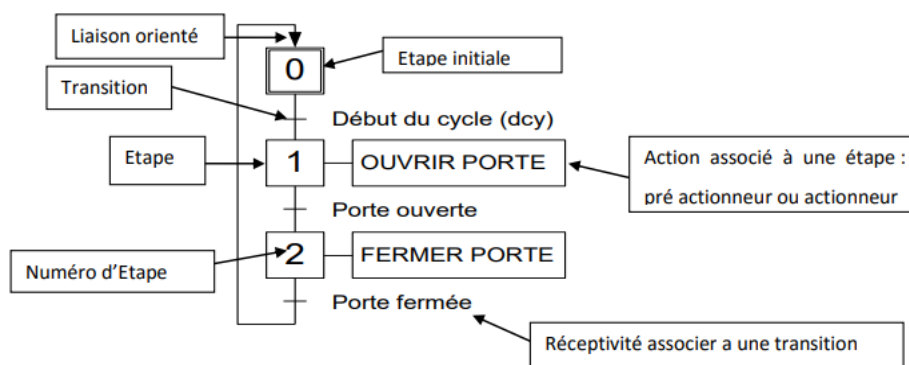 Liaison orienté
0
Etape initiale
Transition
Début du cycle (dcy)
Etape
1
OUVRIR PORTE
Action associé à une étape :
pré actionneur ou actionneur
Porte ouverte
Numéro d'Etape
2
FERMER PORTE
Porte fermée
Réceptivité associer a une transition